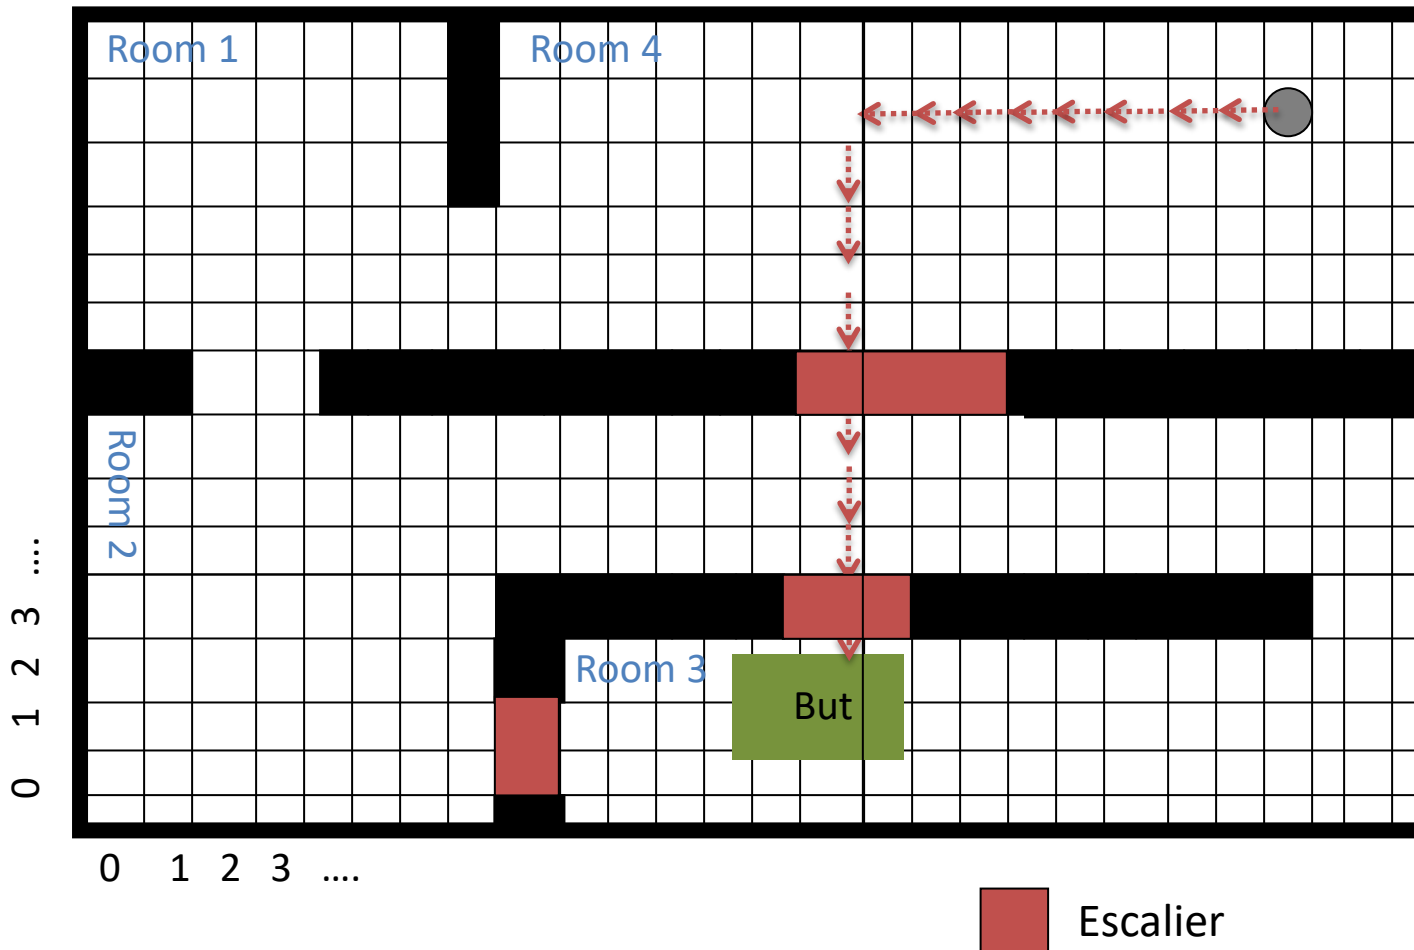 Room 1
Room 4
Room 2
Room 3
But
0 1 2 3 ....
0 1 2 3 ....
Escalier